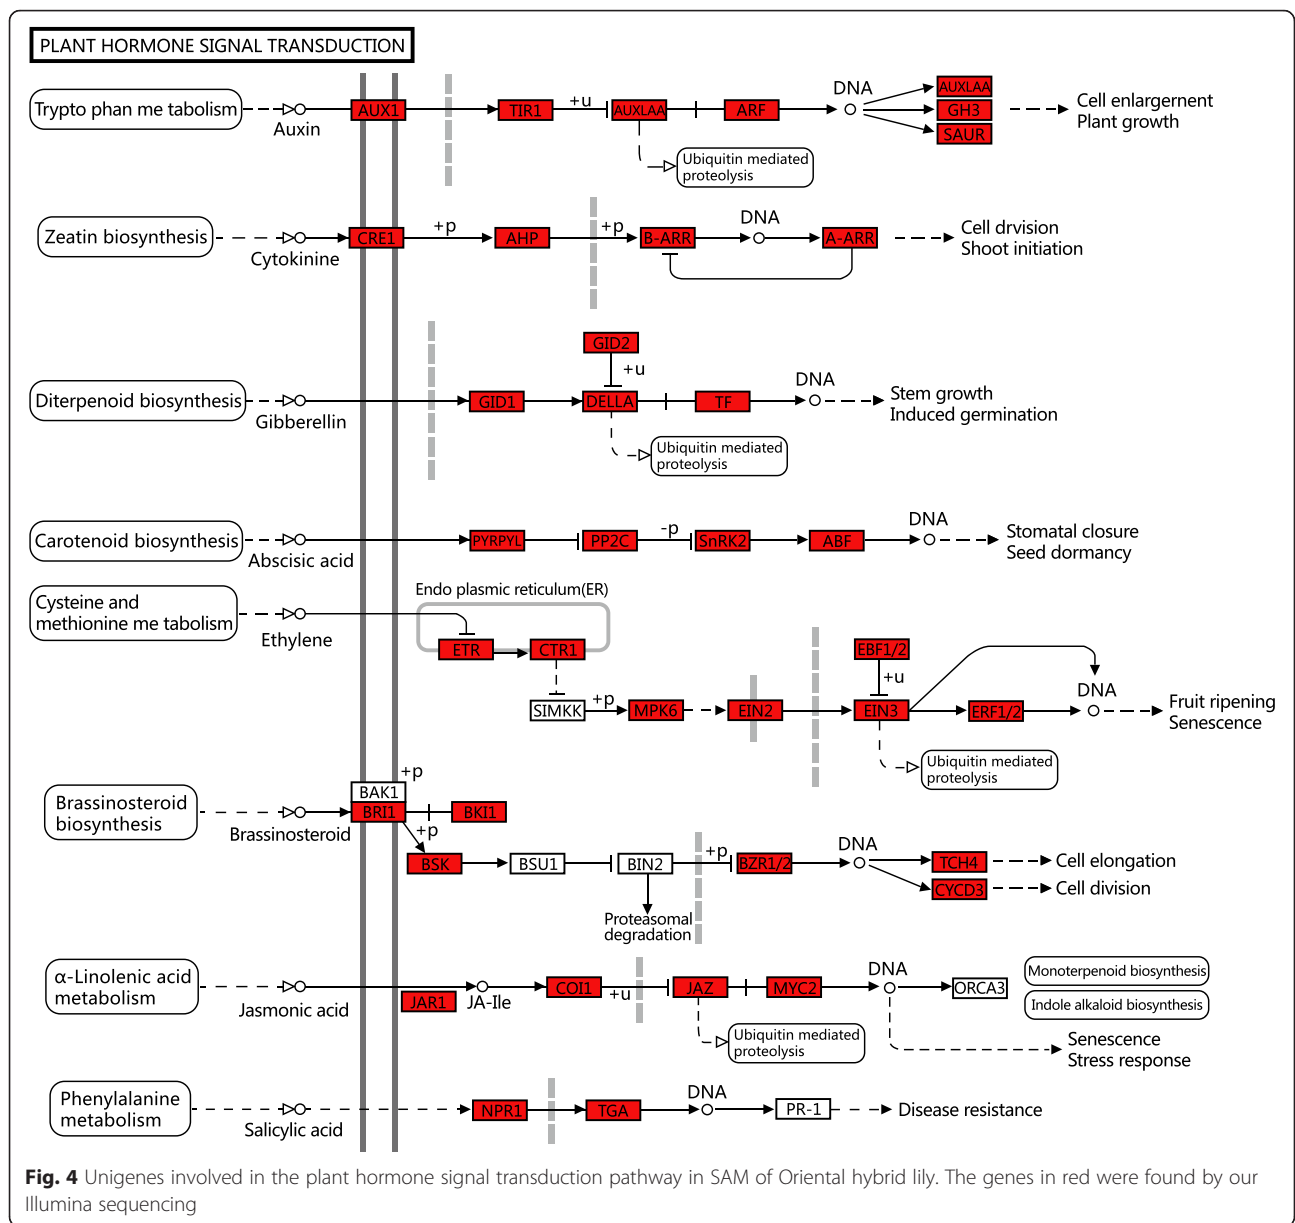 PLANT HORMONE SIGNAL TRANSDUCTION
Trypto phan me tabolism
Auxin
AUX1
TIR1
+u
AUXLAA
ARF
DNA
AUXLAA
GH3
SAUR
Cell enlargernent
Plant growth
Ubiquitin mediated
proteolysis
Zeatin biosynthesis
Cytokinine
CRE1
+p
AHP
+p
B-ARR
DNA
A-ARR
Cell drvision
Shoot initiation
GID2
+u
Diterpenoid biosynthesis
Gibberellin
GID1
DELLA
TF
DNA
Stem growth
Induced germination
Ubiquitin mediated
proteolysis
Carotenoid biosynthesis
Abscisic acid
PYRPYL
PP2C
-p
SnRK2
ABF
DNA
Stomatal closure
Seed dormancy
Cysteine and
methionine me tabolism
Ethylene
Endo plasmic reticulum(ER)
ETR
CTR1
SIMKK
+p
MPK6
EIN2
EBF1/2
+u
EIN3
ERF1/2
DNA
Fruit ripening
Senescence
Ubiquitin mediated
proteolysis
Brassinosteroid
biosynthesis
Brassinosteroid
+p
BAK1
BRI1
BKI1
+p
BSK
BSU1
BIN2
+p
BZR1/2
DNA
TCH4
CYCD3
Cell elongation
Cell division
Proteasomal
degradation
α-Linolenic acid
metabolism
Jasmonic acid
JAR1
JA-Ile
COI1
+u
JAZ
MYC2
DNA
ORCA3
Monoterpenoid biosynthesis
Indole alkaloid biosynthesis
Ubiquitin mediated
proteolysis
Senescence
Stress response
Phenylalanine
metabolism
Salicylic acid
NPR1
TGA
DNA
PR-1
Disease resistance
Fig. 4 Unigenes involved in the plant hormone signal transduction pathway in SAM of Oriental hybrid lily. The genes in red were found by our
Illumina sequencing